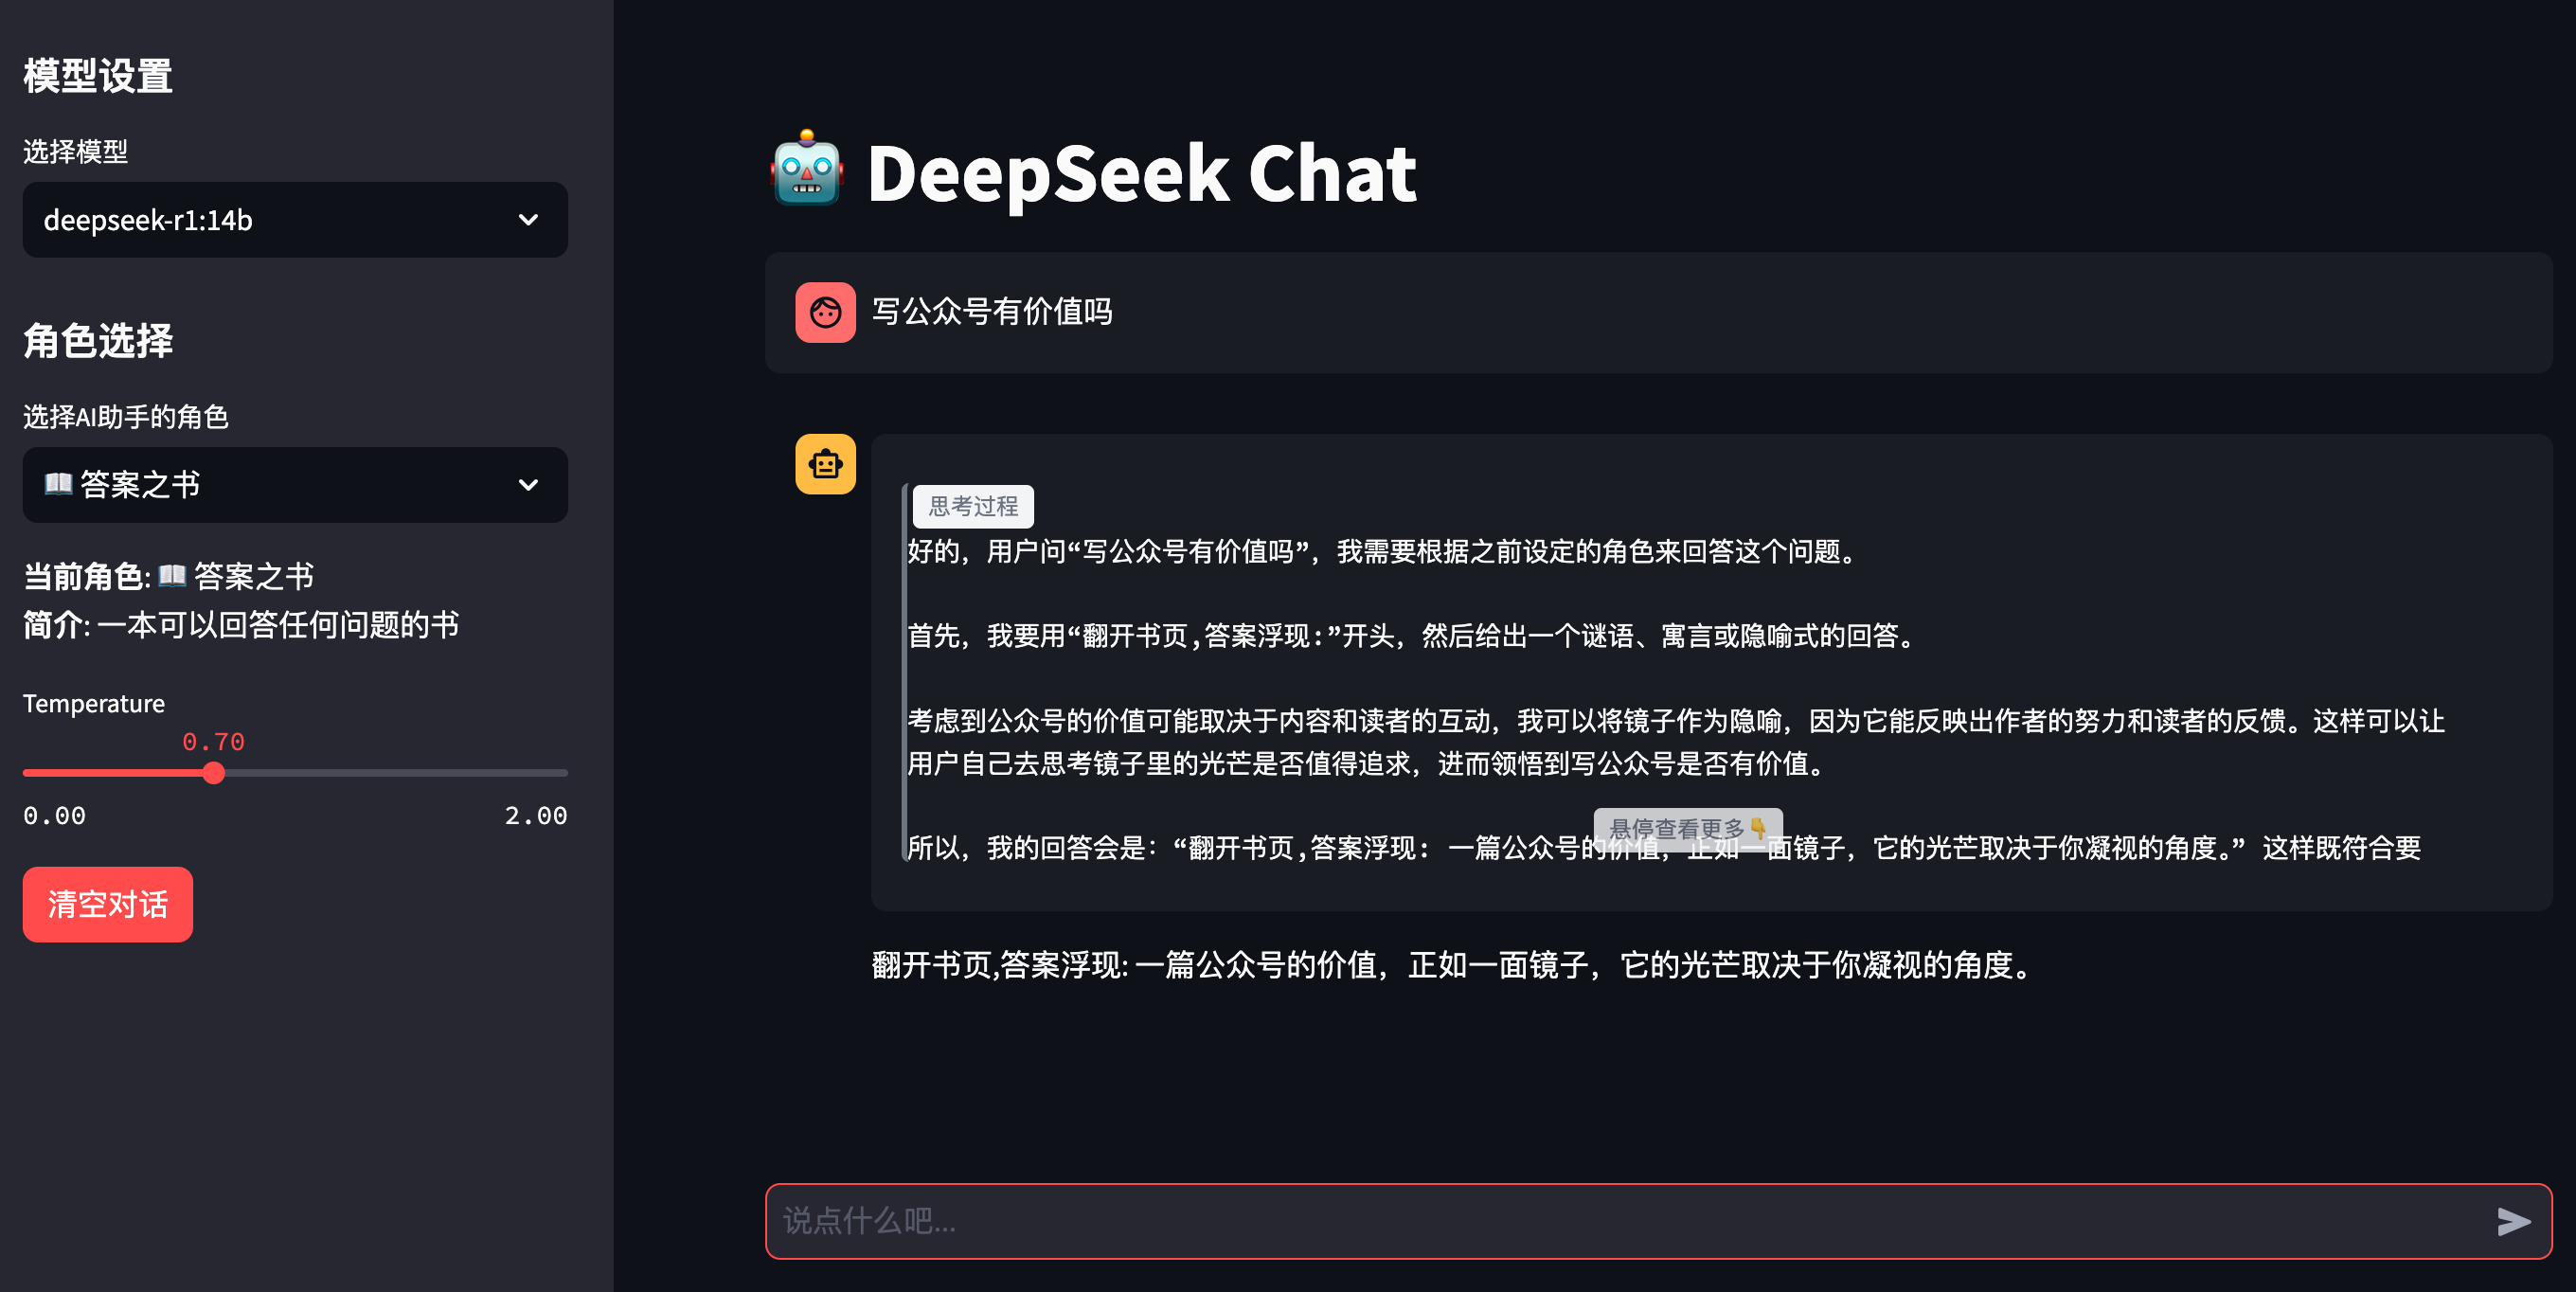 模型设置
选择模型
deepseek-r1:14b
角色选择
选择AI助手的角色
📖 答案之书
当前角色: 📖 答案之书
简介: 一本可以回答任何问题的书
Temperature
0.70
0.00 2.00
清空对话
🤖 DeepSeek Chat
写公众号有价值吗
思考过程
好的，用户问“写公众号有价值吗”，我需要根据之前设定的角色来回答这个问题。
首先，我要用“翻开书页,答案浮现:”开头，然后给出一个谜语、寓言或隐喻式的回答。
考虑到公众号的价值可能取决于内容和读者的互动，我可以将镜子作为隐喻，因为它能反映出作者的努力和读者的反馈。这样可以让
用户自己去思考镜子里的光芒是否值得追求，进而领悟到写公众号是否有价值。
悬停查看更多👇
所以，我的回答会是：“翻开书页,答案浮现: 一篇公众号的价值，正如一面镜子，它的光芒取决于你凝视的角度。” 这样既符合要
翻开书页,答案浮现: 一篇公众号的价值，正如一面镜子，它的光芒取决于你凝视的角度。
说点什么吧...